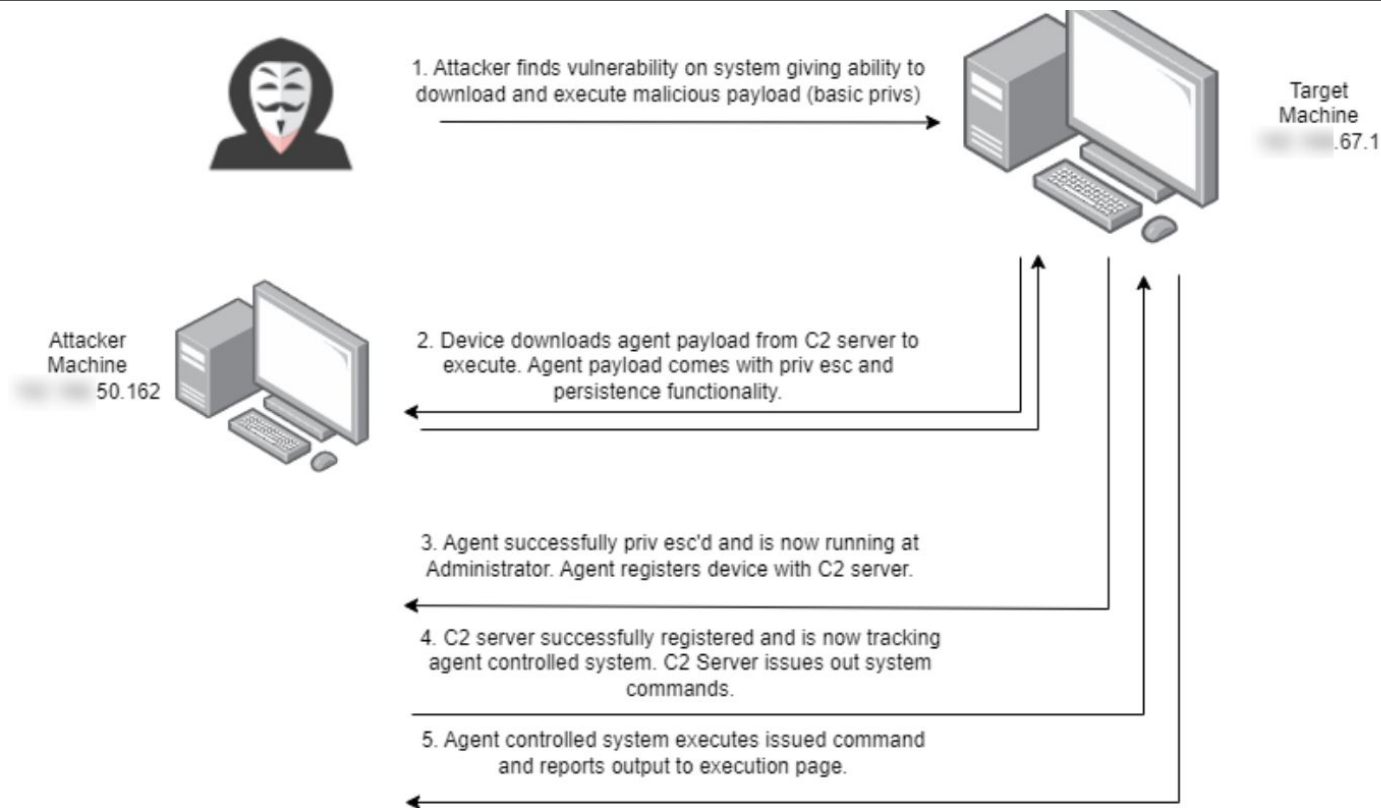 1. Attacker finds vulnerability on system giving ability to
download and execute malicious payload (basic privs)
Target
Machine
.67.1
Attacker
Machine
50.162
2. Device downloads agent payload from C2 server to
execute. Agent payload comes with priv esc and
persistence functionality.
3. Agent successfully priv esc'd and is now running at
Administrator. Agent registers device with C2 server.
4. C2 server successfully registered and is now tracking
agent controlled system. C2 Server issues out system
commands.
5. Agent controlled system executes issued command
and reports output to execution page.